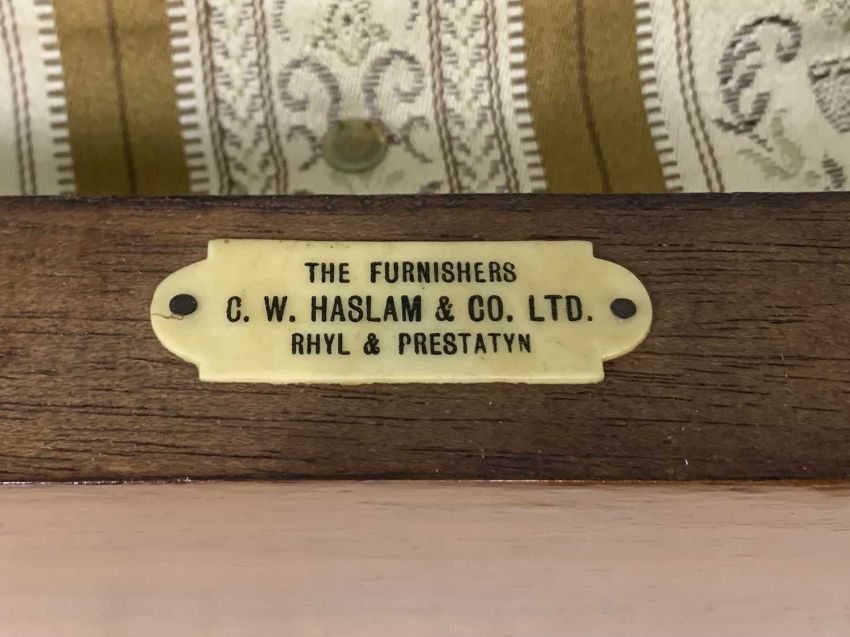 THE FURNISHERS
C. W. HASLAM & CO. LTD.
RHYL & PRESTATYN